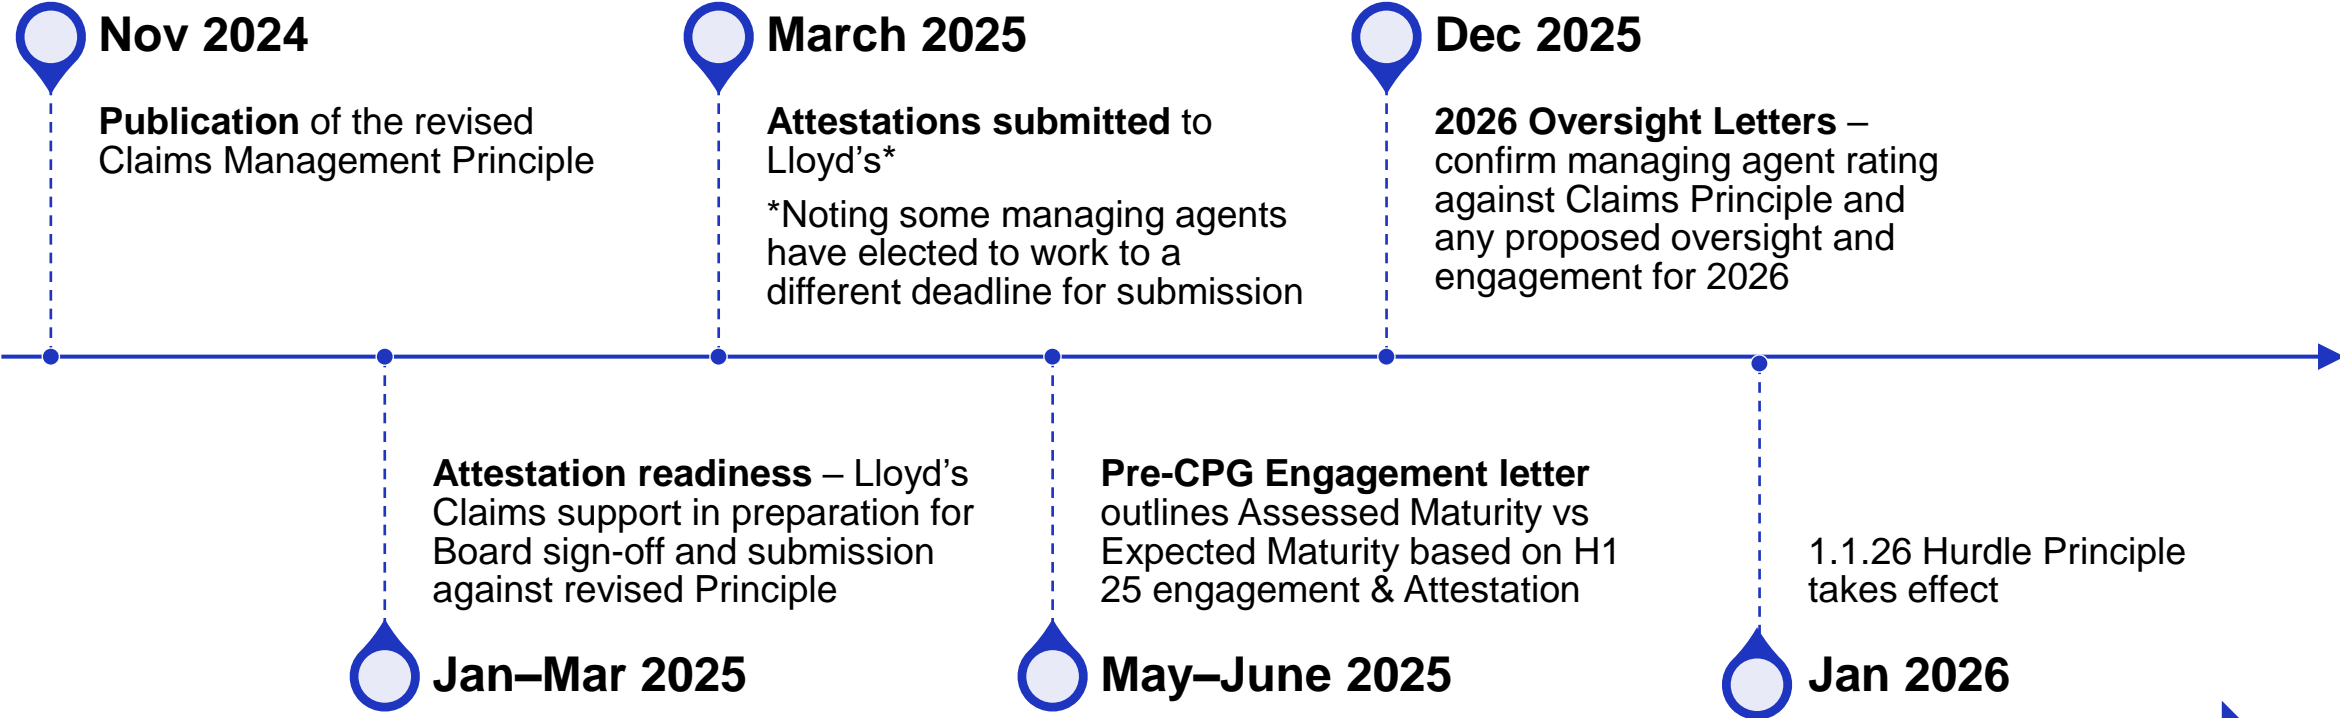 Nov 2024
Publication of the revised
Claims Management Principle
March 2025
Attestations submitted to
Lloyd’s*
*Noting some managing agents
have elected to work to a
different deadline for submission
Dec 2025
2026 Oversight Letters –
confirm managing agent rating
against Claims Principle and
any proposed oversight and
engagement for 2026
Attestation readiness – Lloyd’s
Claims support in preparation for
Board sign-off and submission
against revised Principle
Jan–Mar 2025
Pre-CPG Engagement letter
outlines Assessed Maturity vs
Expected Maturity based on H1
25 engagement & Attestation
May–June 2025
1.1.26 Hurdle Principle
takes effect
Jan 2026